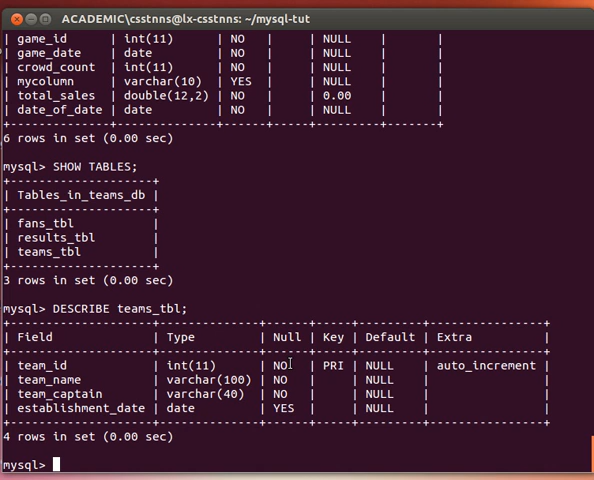 ACADEMIC\csstnns@lx-csstnns: ~/mysql-tut
| game_id     | int(11)      | NO   |     | NULL    |       |
| game_date   | date         | NO   |     | NULL    |       |
| crowd_count | int(11)      | NO   |     | NULL    |       |
| mycolumn    | varchar(10)  | YES  |     | NULL    |       |
| total_sales | double(12,2) | NO   |     | 0.00    |       |
| date_of_date | date         | NO   |     | NULL    |       |
+-------------+--------------+------+-----+---------+-------+
6 rows in set (0.00 sec)
mysql> SHOW TABLES;
+--------------------+
| Tables_in_teams_db |
+--------------------+
| fans_tbl           |
| results_tbl        |
| teams_tbl          |
+--------------------+
3 rows in set (0.00 sec)
mysql> DESCRIBE teams_tbl;
+--------------------+--------------+------+-----+---------+----------------+
| Field              | Type         | Null | Key | Default | Extra          |
+--------------------+--------------+------+-----+---------+----------------+
| team_id            | int(11)      | NO   | PRI | NULL    | auto_increment |
| team_name          | varchar(100) | NO   |     | NULL    |                |
| team_captain       | varchar(40)  | NO   |     | NULL    |                |
| establishment_date | date         | YES  |     | NULL    |                |
+--------------------+--------------+------+-----+---------+----------------+
4 rows in set (0.00 sec)
mysql>